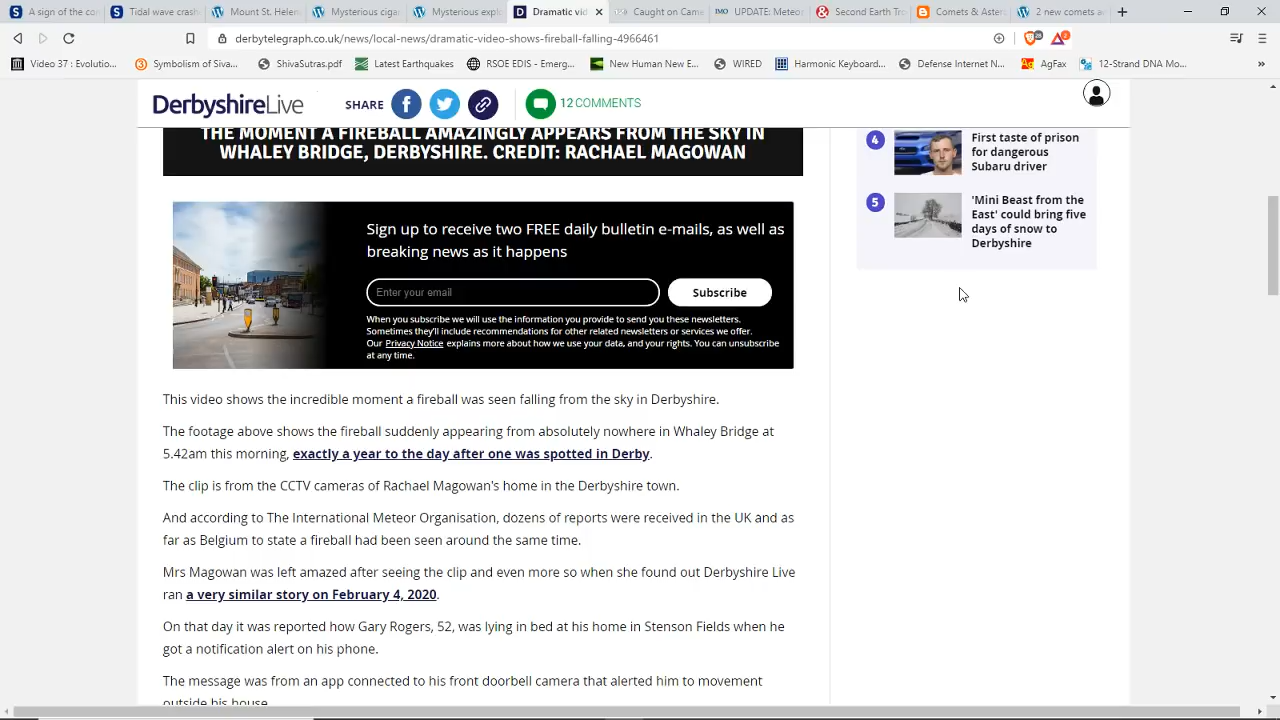 A sign of the co
Tidal wave crash
Mount St. Helen
Mysterious cigar
Mysterious explo
Dramatic vid
Caught on Came
UPDATE: Meteor
Second Earth Tro
Comets & Astero
2 new comets aw
derbytelegraph.co.uk/news/local-news/dramatic-video-shows-fireball-falling-4966461
Video 37 : Evolutio...
Symbolism of Siva...
ShivaSutras.pdf
Latest Earthquakes
RSOE EDIS - Emerg...
New Human New E...
WIRED
Harmonic Keyboard...
Defense Internet N...
AgFax
12-Strand DNA Mo...
DerbyshireLive
SHARE
12 COMMENTS
THE MOMENT A FIREBALL AMAZINGLY APPEARS FROM THE SKY IN
WHALEY BRIDGE, DERBYSHIRE. CREDIT: RACHAEL MAGOWAN
4
First taste of prison
for dangerous
Subaru driver
5
'Mini Beast from the
East' could bring five
days of snow to
Derbyshire
Sign up to receive two FREE daily bulletin e-mails, as well as
breaking news as it happens
Enter your email
Subscribe
When you subscribe we will use the information you provide to send you these newsletters.
Sometimes they'll include recommendations for other related newsletters or services we offer.
Our Privacy Notice explains more about how we use your data, and your rights. You can unsubscribe
at any time.
This video shows the incredible moment a fireball was seen falling from the sky in Derbyshire.
The footage above shows the fireball suddenly appearing from absolutely nowhere in Whaley Bridge at
5.42am this morning, exactly a year to the day after one was spotted in Derby.
The clip is from the CCTV cameras of Rachael Magowan's home in the Derbyshire town.
And according to The International Meteor Organisation, dozens of reports were received in the UK and as
far as Belgium to state a fireball had been seen around the same time.
Mrs Magowan was left amazed after seeing the clip and even more so when she found out Derbyshire Live
ran a very similar story on February 4, 2020.
On that day it was reported how Gary Rogers, 52, was lying in bed at his home in Stenson Fields when he
got a notification alert on his phone.
The message was from an app connected to his front doorbell camera that alerted him to movement
outside his house.